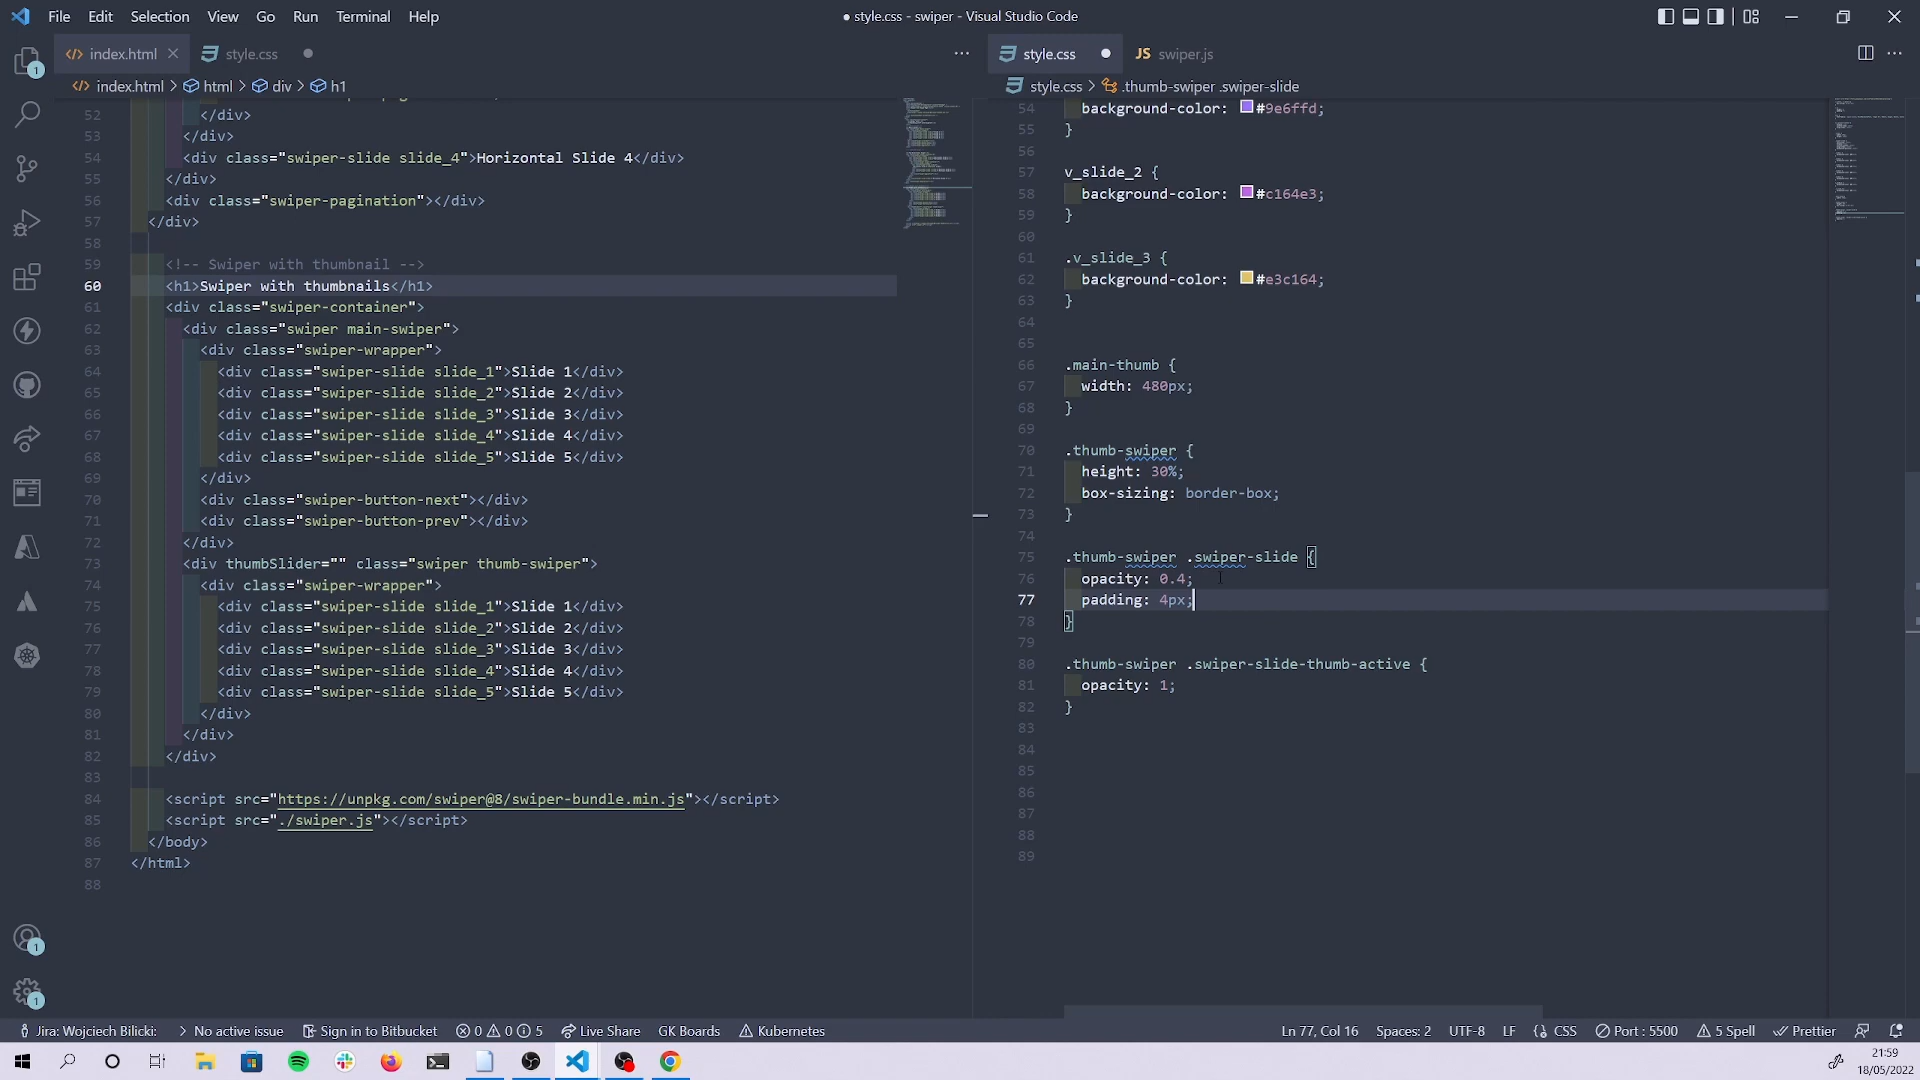 File Edit Selection View Go Run Terminal Help
● style.css - swiper - Visual Studio Code
index.html
style.css
index.html > html > div > h1
52 </div>
53 </div>
54 <div class="swiper-slide slide_4">Horizontal Slide 4</div>
55 </div>
56 <div class="swiper-pagination"></div>
57 </div>
58
59 <!-- Swiper with thumbnail -->
60 <h1>Swiper with thumbnails</h1>
61 <div class="swiper-container">
62 <div class="swiper main-swiper">
63 <div class="swiper-wrapper">
64 <div class="swiper-slide slide_1">Slide 1</div>
65 <div class="swiper-slide slide_2">Slide 2</div>
66 <div class="swiper-slide slide_3">Slide 3</div>
67 <div class="swiper-slide slide_4">Slide 4</div>
68 <div class="swiper-slide slide_5">Slide 5</div>
69 </div>
70 <div class="swiper-button-next"></div>
71 <div class="swiper-button-prev"></div>
72 </div>
73 <div thumbSlider="" class="swiper thumb-swiper">
74 <div class="swiper-wrapper">
75 <div class="swiper-slide slide_1">Slide 1</div>
76 <div class="swiper-slide slide_2">Slide 2</div>
77 <div class="swiper-slide slide_3">Slide 3</div>
78 <div class="swiper-slide slide_4">Slide 4</div>
79 <div class="swiper-slide slide_5">Slide 5</div>
80 </div>
81 </div>
82 </div>
83
84 <script src="https://unpkg.com/swiper@8/swiper-bundle.min.js"></script>
85 <script src="./swiper.js"></script>
86 </body>
87 </html>
88
style.css
JS swiper.js
style.css > .thumb-swiper .swiper-slide
54 background-color: #9e6ffd;
55 }
56
57 v_slide_2 {
58 background-color: #c164e3;
59 }
60
61 .v_slide_3 {
62 background-color: #e3c164;
63 }
64
65
66 .main-thumb {
67 width: 480px;
68 }
69
70 .thumb-swiper {
71 height: 30%;
72 box-sizing: border-box;
73 }
74
75 .thumb-swiper .swiper-slide {
76 opacity: 0.4;
77 padding: 4px;
78 }
79
80 .thumb-swiper .swiper-slide-thumb-active {
81 opacity: 1;
82 }
83
84
85
86
87
88
89
1
1
1
Jira: Wojciech Bilicki: > No active issue Sign in to Bitbucket 0 0 5 Live Share GK Boards Kubernetes
Ln 77, Col 16 Spaces: 2 UTF-8 LF {} CSS Port : 5500 5 Spell Prettier
21:59
18/05/2022